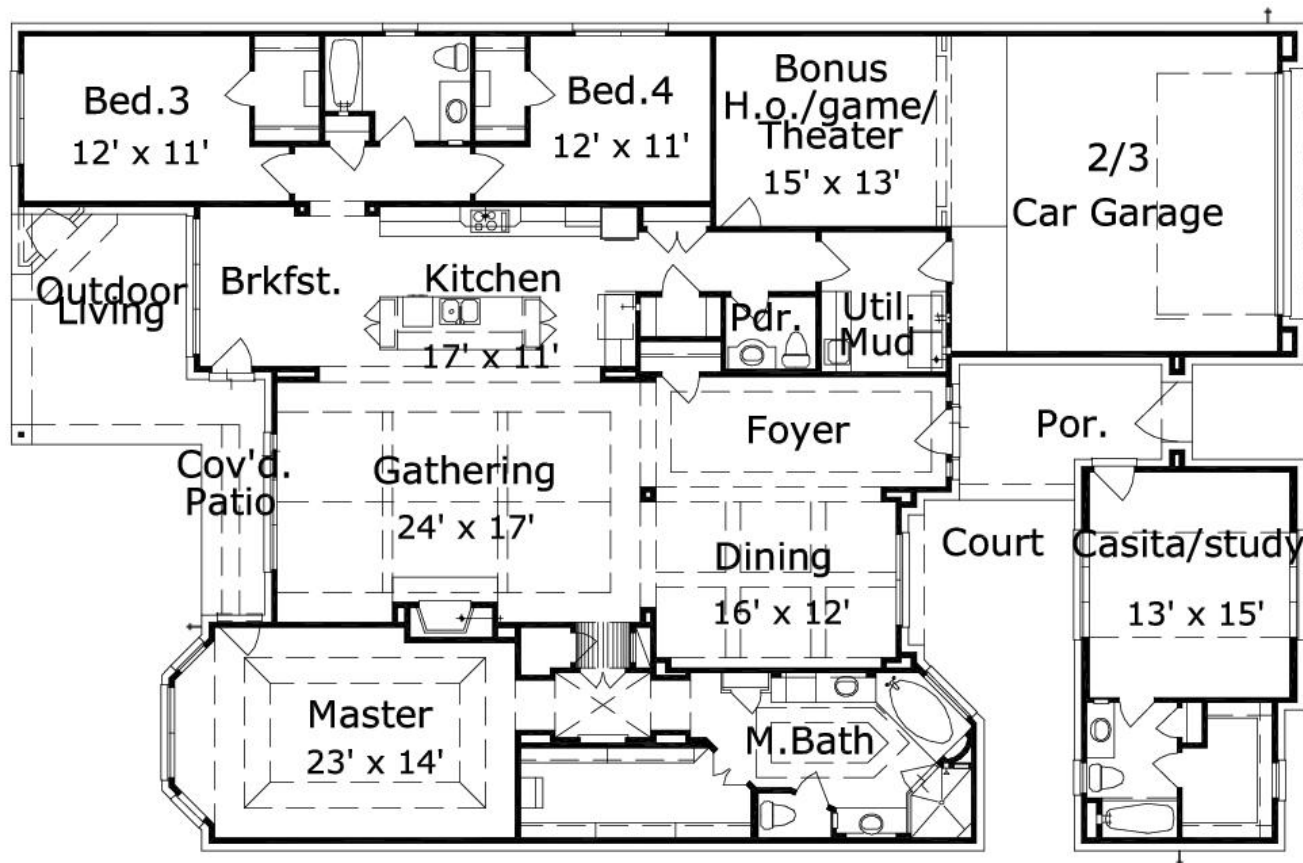 Bed.3
12' x 11'
Bed.4
12' x 11'
Bonus
H.o./game/
Theater
15' x 13'
2/3
Car Garage
Outdoor
Living
Brkfst.
Kitchen
17' x 11'
Pdr.
Util.
Mud
Cov'd.
Patio
Gathering
24' x 17'
Foyer
Por.
Dining
16' x 12'
Court
Casita/study
13' x 15'
Master
23' x 14'
M.Bath